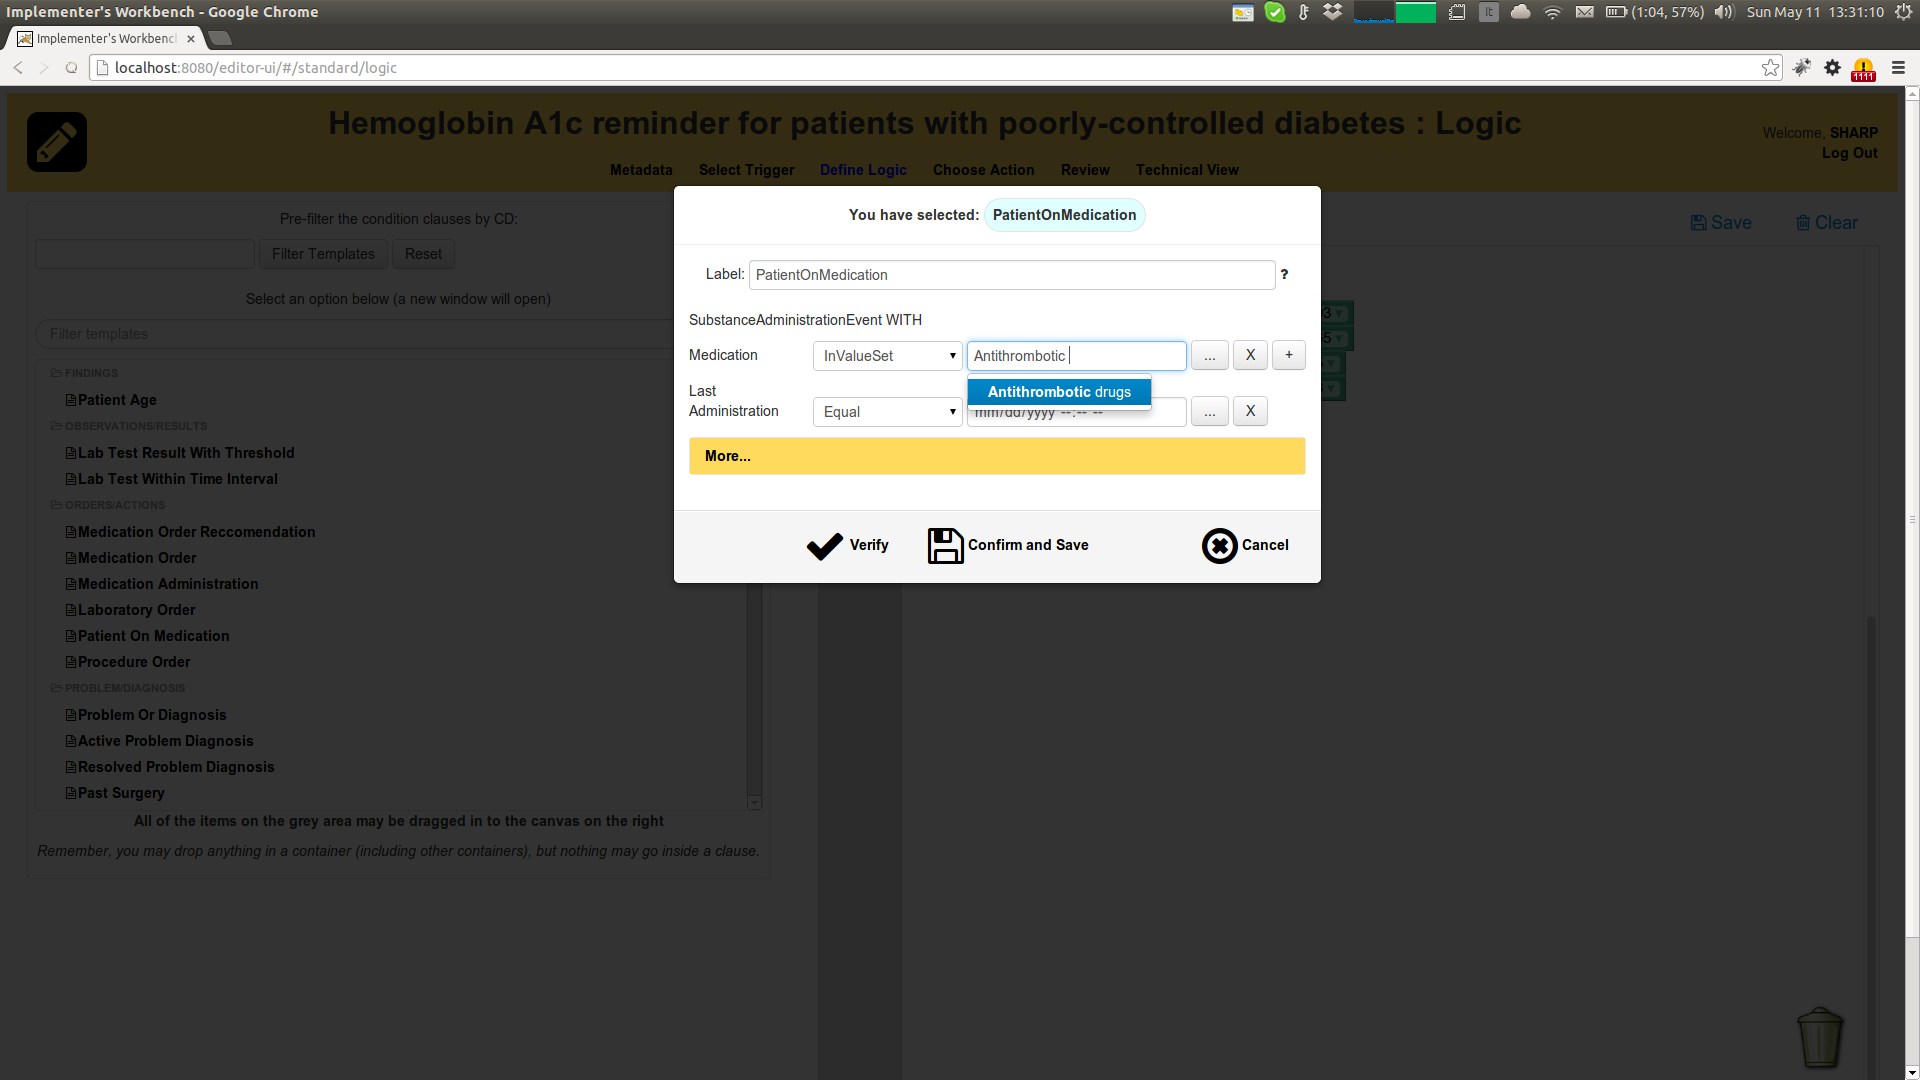 Implementer's Workbench - Google Chrome
It
(1:04, 57%)
Sun May 11 13:31:10
Implementer's Workbenc
localhost:8080/editor-ui/#/standard/logic
1111
Hemoglobin A1c reminder for patients with poorly-controlled diabetes : Logic
Welcome, SHARP
Log Out
Metadata Select Trigger Define Logic Choose Action Review Technical View
Pre-filter the condition clauses by CD:
Filter Templates Reset
Select an option below (a new window will open)
Filter templates
FINDINGS
Patient Age
OBSERVATIONS/RESULTS
Lab Test Result With Threshold
Lab Test Within Time Interval
ORDERS/ACTIONS
Medication Order Reccomendation
Medication Order
Medication Administration
Laboratory Order
Patient On Medication
Procedure Order
PROBLEM/DIAGNOSIS
Problem Or Diagnosis
Active Problem Diagnosis
Resolved Problem Diagnosis
Past Surgery
All of the items on the grey area may be dragged in to the canvas on the right
Remember, you may drop anything in a container (including other containers), but nothing may go inside a clause.
Save Clear
3
5
You have selected: PatientOnMedication
Label: PatientOnMedication ?
SubstanceAdministrationEvent WITH
Medication InValueSet Antithrombotic ... X +
Antithrombotic drugs
Last
Administration Equal mm/dd/yyyy --:-- -- ... X
More...
Verify Confirm and Save Cancel